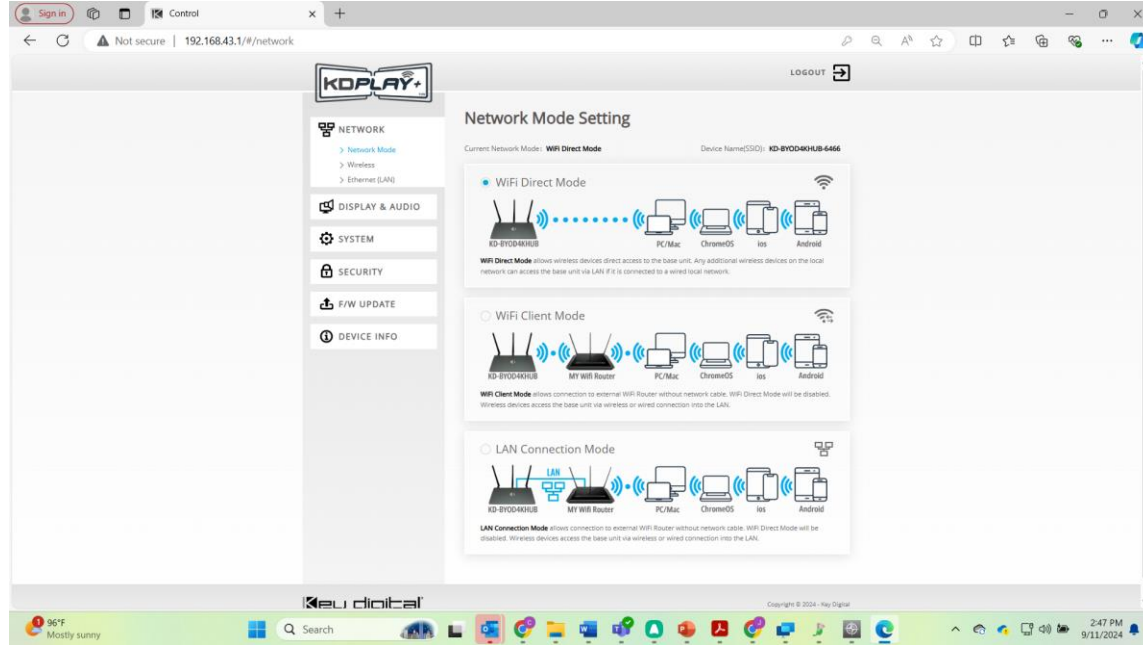 Sign in
Control
Not secure | 192.168.43.1/#/network
KDPLAY+
LOGOUT
NETWORK
> Network Mode
> Wireless
> Ethernet (LAN)
DISPLAY & AUDIO
SYSTEM
SECURITY
F/W UPDATE
DEVICE INFO
Network Mode Setting
Current Network Mode: WiFi Direct Mode Device Name(SSID): KD-BYOD4KHUB-6466
WiFi Direct Mode
KD-BYOD4KHUB PC/Mac ChromeOS ios Android
WiFi Direct Mode allows wireless devices direct access to the base unit. Any additional wireless devices on the local
network can access the base unit via LAN if it is connected to a wired local network.
WiFi Client Mode
KD-BYOD4KHUB MY Wifi Router PC/Mac ChromeOS ios Android
WiFi Client Mode allows connection to external WiFi Router without network cable. WiFi Direct Mode will be disabled.
Wireless devices access the base unit via wireless or wired connection into the LAN.
LAN Connection Mode
LAN
KD-BYOD4KHUB MY Wifi Router PC/Mac ChromeOS ios Android
LAN Connection Mode allows connection to external WiFi Router without network cable. WiFi Direct Mode will be
disabled. Wireless devices access the base unit via wireless or wired connection into the LAN.
Key digital
Copyright © 2024 - Key Digital
1
96°F
Mostly sunny
Search
2:47 PM
9/11/2024